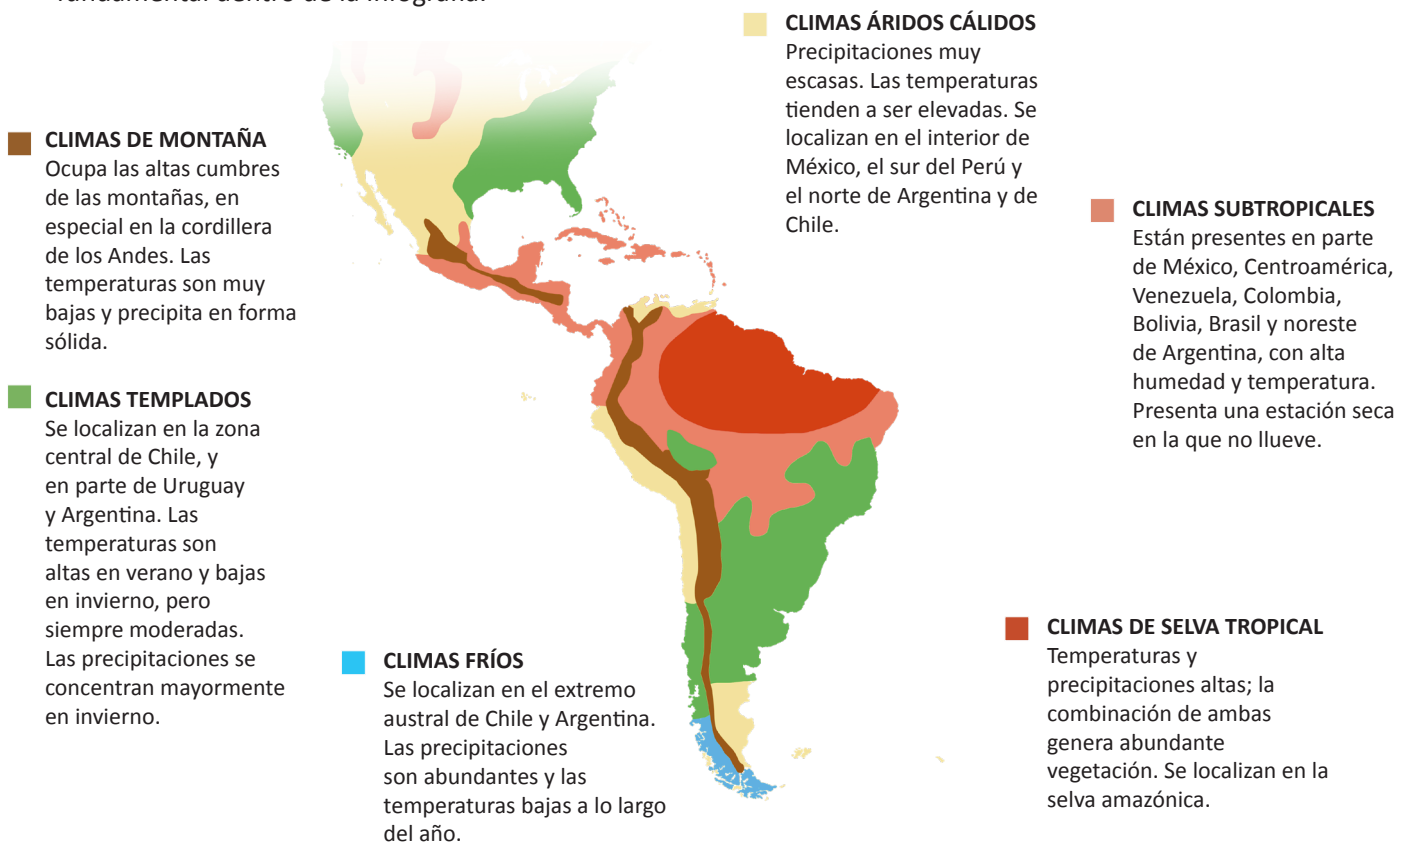 fundamental dentro de la infografía.
CLIMAS ÁRIDOS CÁLIDOS
Precipitaciones muy
escasas. Las temperaturas
tienden a ser elevadas. Se
localizan en el interior de
México, el sur del Perú y
el norte de Argentina y de
Chile.
CLIMAS DE MONTAÑA
Ocupa las altas cumbres
de las montañas, en
especial en la cordillera
de los Andes. Las
temperaturas son muy
bajas y precipita en forma
sólida.
CLIMAS SUBTROPICALES
Están presentes en parte
de México, Centroamérica,
Venezuela, Colombia,
Bolivia, Brasil y noreste
de Argentina, con alta
humedad y temperatura.
Presenta una estación seca
en la que no llueve.
CLIMAS TEMPLADOS
Se localizan en la zona
central de Chile, y
en parte de Uruguay
y Argentina. Las
temperaturas son
altas en verano y bajas
en invierno, pero
siempre moderadas.
Las precipitaciones se
concentran mayormente
en invierno.
CLIMAS FRÍOS
Se localizan en el extremo
austral de Chile y Argentina.
Las precipitaciones
son abundantes y las
temperaturas bajas a lo largo
del año.
CLIMAS DE SELVA TROPICAL
Temperaturas y
precipitaciones altas; la
combinación de ambas
genera abundante
vegetación. Se localizan en la
selva amazónica.